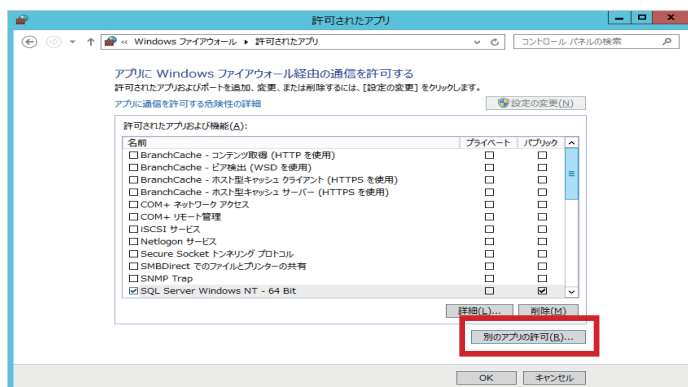 許可されたアプリ
« Windows ファイアウォール ▸ 許可されたアプリ
コントロール パネルの検索
アプリに Windows ファイアウォール経由の通信を許可する
許可されたアプリおよびポートを追加、変更、または削除するには、[設定の変更] をクリックします。
アプリに通信を許可する危険性の詳細
設定の変更(N)
許可されたアプリおよび機能(A):
名前 プライベート パブリック
BranchCache - コンテンツ取得 (HTTP を使用)
BranchCache - ピア検出 (WSD を使用)
BranchCache - ホスト型キャッシュ クライアント (HTTPS を使用)
BranchCache - ホスト型キャッシュ サーバー (HTTPS を使用)
COM+ ネットワーク アクセス
COM+ リモート管理
iSCSI サービス
Netlogon サービス
Secure Socket トンネリング プロトコル
SMBDirect でのファイルとプリンターの共有
SNMP Trap
SQL Server Windows NT - 64 Bit
詳細(L)... 削除(M)
別のアプリの許可(R)...
OK キャンセル